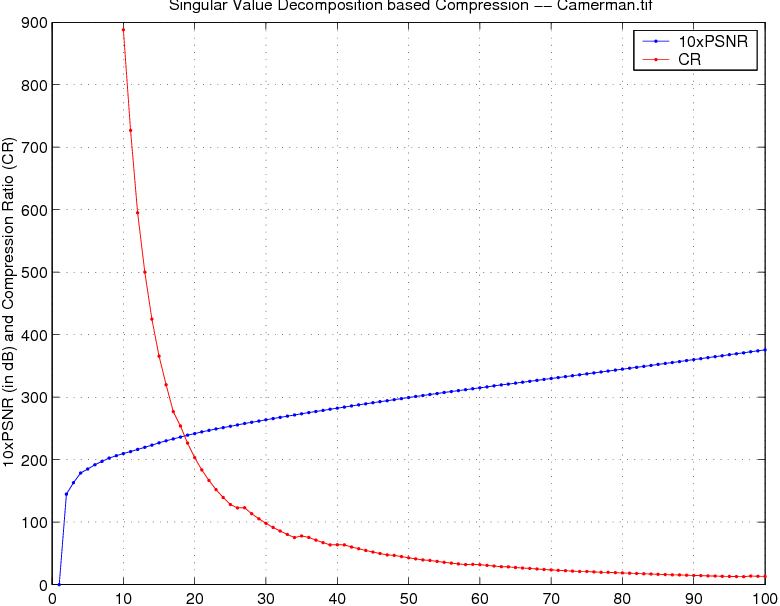 Singular Value Decomposition based Compression −− Camerman.tif
900
800
700
600
500
400
300
200
100
0
10xPSNR (in dB) and Compression Ratio (CR)
10xPSNR
CR
0 10 20 30 40 50 60 70 80 90 100